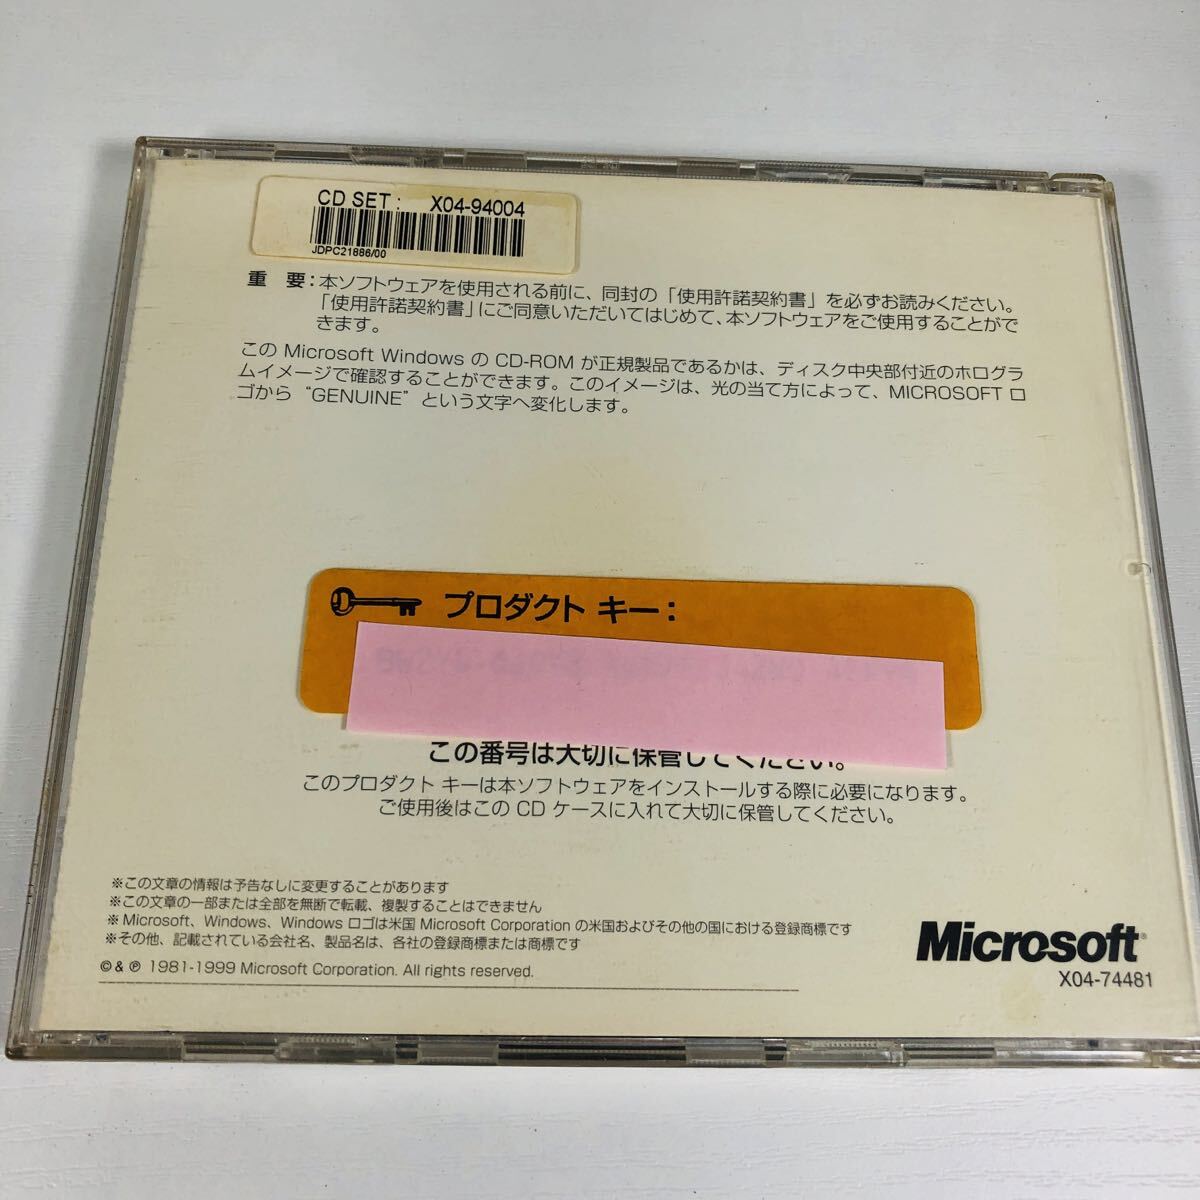 CD SET : X04-94004
JDPC21886/00
重 要：本ソフトウェアを使用される前に、同封の「使用許諾契約書」を必ずお読みください。
「使用許諾契約書」にご同意いただいてはじめて、本ソフトウェアをご使用することがで
きます。
この Microsoft Windows の CD-ROM が正規製品であるかは、ディスク中央部付近のホログラ
ムイメージで確認することができます。このイメージは、光の当て方によって、MICROSOFT ロ
ゴから “GENUINE” という文字へ変化します。
プロダクト キー：
この番号は大切に保管してください。
このプロダクト キーは本ソフトウェアをインストールする際に必要になります。
ご使用後はこの CD ケースに入れて大切に保管してください。
※この文章の情報は予告なしに変更することがあります
※この文章の一部または全部を無断で転載、複製することはできません
※Microsoft、Windows、Windows ロゴは米国 Microsoft Corporation の米国およびその他の国における登録商標です
※その他、記載されている会社名、製品名は、各社の登録商標または商標です
© & ℗ 1981-1999 Microsoft Corporation. All rights reserved.
Microsoft®
X04-74481